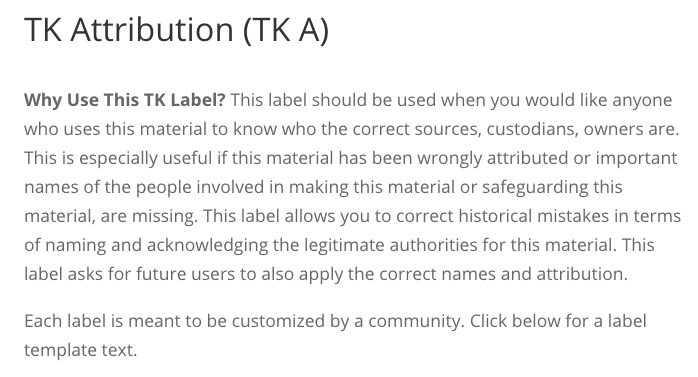 TK Attribution (TK A)
Why Use This TK Label? This label should be used when you would like anyone
who uses this material to know who the correct sources, custodians, owners are.
This is especially useful if this material has been wrongly attributed or important
names of the people involved in making this material or safeguarding this
material, are missing. This label allows you to correct historical mistakes in terms
of naming and acknowledging the legitimate authorities for this material. This
label asks for future users to also apply the correct names and attribution.
Each label is meant to be customized by a community. Click below for a label
template text.